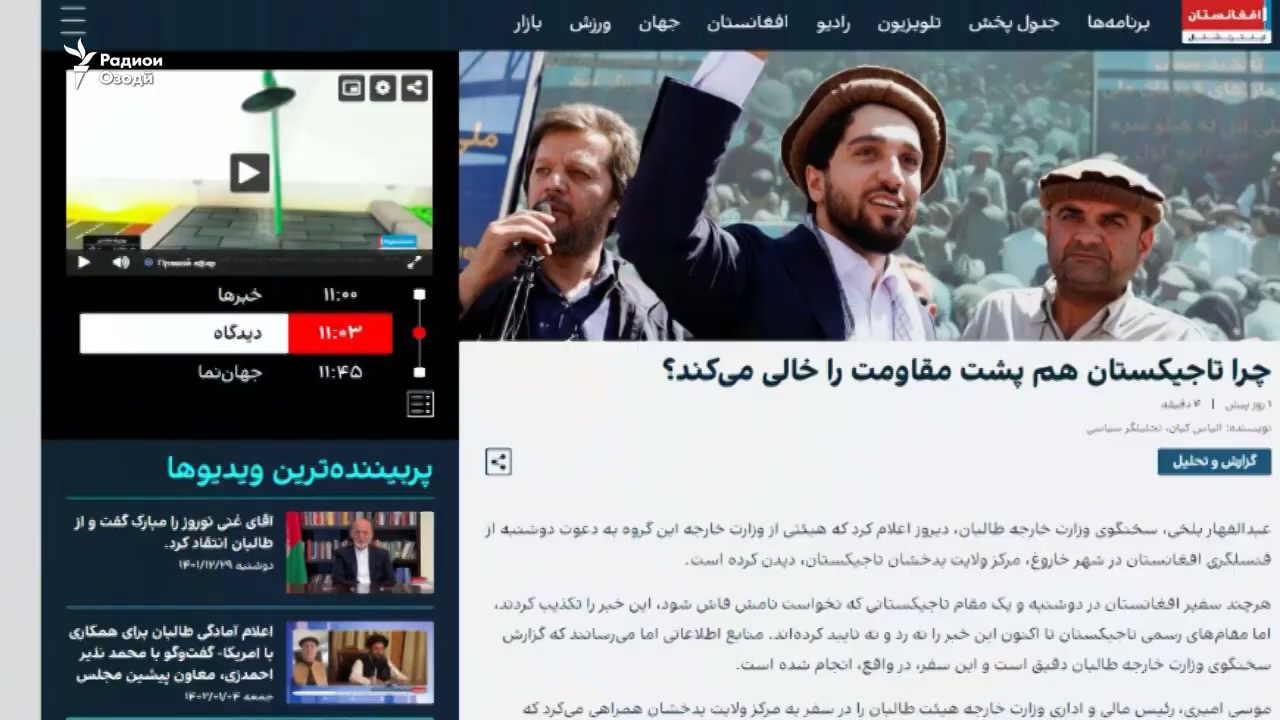 برنامه‌ها جدول پخش تلویزیون رادیو افغانستان جهان ورزش بازار
افغانستان
Радиои
Озодӣ
Прямой эфир
۱۱:۰۰ خبرها
۱۱:۰۳ دیدگاه
۱۱:۴۵ جهان‌نما
چرا تاجیکستان هم پشت مقاومت را خالی می‌کند؟
۱ روز پیش | ۴ دقیقه
نویسنده: الیاس کیان، تحلیلگر سیاسی
گزارش و تحلیل
عبدالقهار بلخی، سخنگوی وزارت خارجه طالبان، دیروز اعلام کرد که هیئتی از وزارت خارجه این گروه به دعوت دوشنبه از
قنسلگری افغانستان در شهر خاروغ، مرکز ولایت بدخشان تاجیکستان، دیدن کرده است.
هرچند سفیر افغانستان در دوشنبه و یک مقام تاجیکستانی که نخواست نامش فاش شود، این خبر را تکذیب کردند،
اما مقام‌های رسمی تاجیکستان تا اکنون این خبر را نه رد و نه تایید کرده‌اند. منابع اطلاعاتی اما می‌رسانند که گزارش
سخنگوی وزارت خارجه طالبان دقیق است و این سفر، در واقع، انجام شده است.
موسی امیری، رئیس مالی و اداری وزارت خارجه هیئت طالبان را در سفر به مرکز ولایت بدخشان همراهی می‌کرد که
پربیننده‌ترین ویدیوها
آقای غنی نوروز را مبارک گفت و از
طالبان انتقاد کرد.
دوشنبه ۱۴۰۱/۱۲/۲۹
اعلام آمادگی طالبان برای همکاری
با امریکا- گفت‌وگو با محمد نذیر
احمدزی، معاون پیشین مجلس
جمعه ۱۴۰۲/۰۱/۰۴